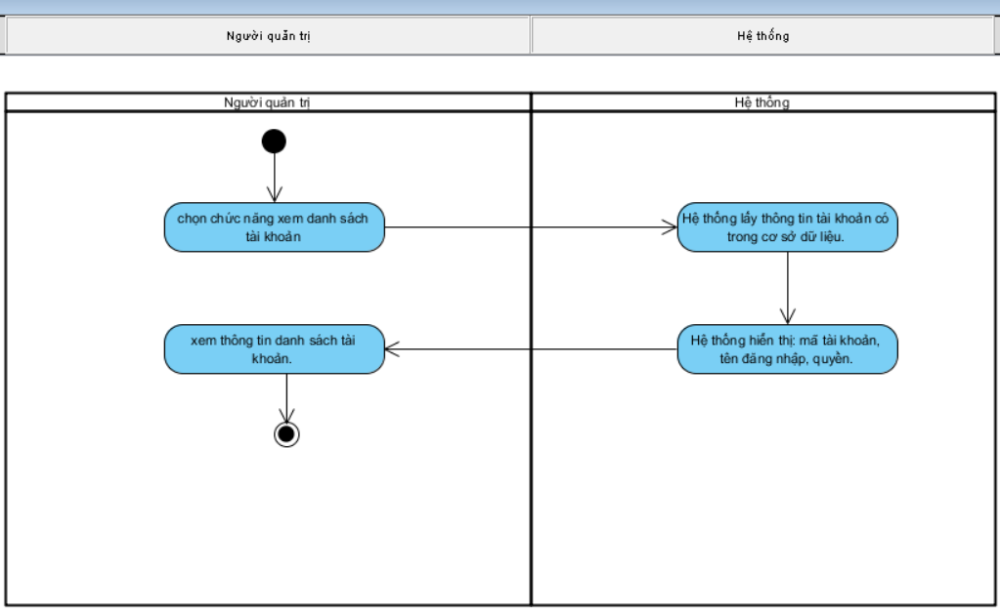 Người quản trị
Hệ thống
Người quản trị
Hệ thống
chọn chức năng xem danh sách
tài khoản
Hệ thống lấy thông tin tài khoản có
trong cơ sở dữ liệu.
xem thông tin danh sách tài
khoản.
Hệ thống hiển thị: mã tài khoản,
tên đăng nhập, quyền.